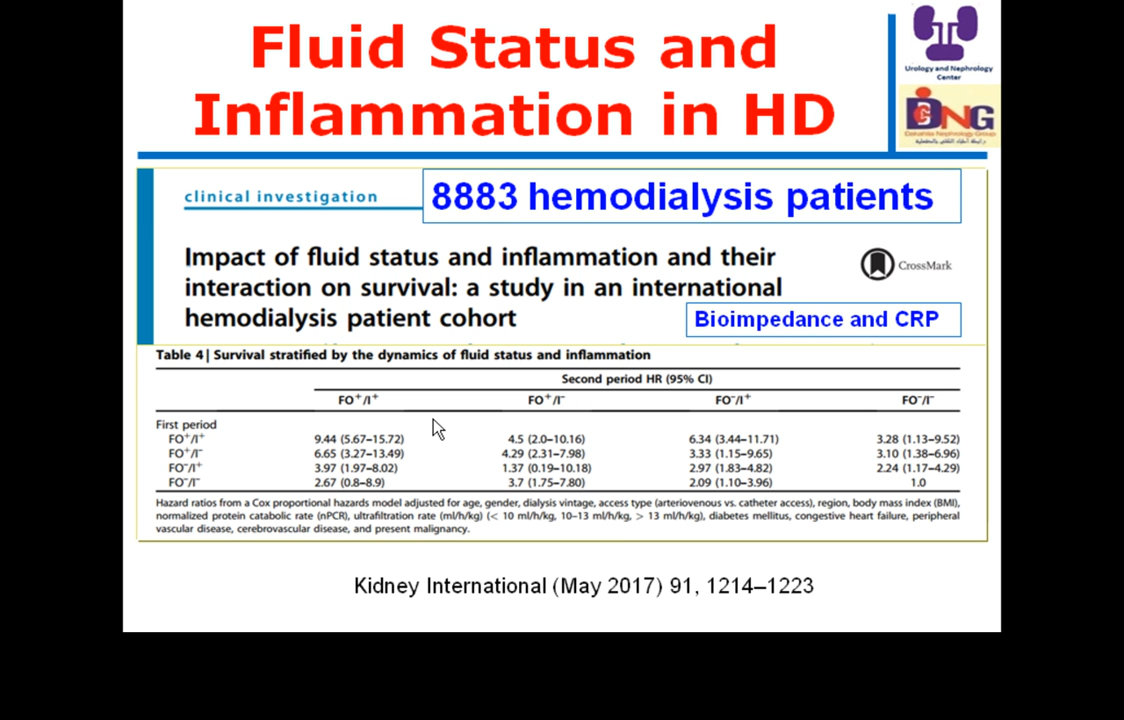 Fluid Status and
Inflammation in HD
Urology and Nephrology
Center
DNG
Dakahlia Nephrology Group
clinical investigation
8883 hemodialysis patients
Impact of fluid status and inflammation and their
interaction on survival: a study in an international
hemodialysis patient cohort
CrossMark
Bioimpedance and CRP
Table 4 | Survival stratified by the dynamics of fluid status and inflammation
Second period HR (95% CI)
FO⁺/I⁺ FO⁺/I⁻ FO⁻/I⁺ FO⁻/I⁻
First period
FO⁺/I⁺ 9.44 (5.67–15.72) 4.5 (2.0–10.16) 6.34 (3.44–11.71) 3.28 (1.13–9.52)
FO⁺/I⁻ 6.65 (3.27–13.49) 4.29 (2.31–7.98) 3.33 (1.15–9.65) 3.10 (1.38–6.96)
FO⁻/I⁺ 3.97 (1.97–8.02) 1.37 (0.19–10.18) 2.97 (1.83–4.82) 2.24 (1.17–4.29)
FO⁻/I⁻ 2.67 (0.8–8.9) 3.7 (1.75–7.80) 2.09 (1.10–3.96) 1.0
Hazard ratios from a Cox proportional hazards model adjusted for age, gender, dialysis vintage, access type (arteriovenous vs. catheter access), region, body mass index (BMI),
normalized protein catabolic rate (nPCR), ultrafiltration rate (ml/h/kg) (< 10 ml/h/kg, 10–13 ml/h/kg, > 13 ml/h/kg), diabetes mellitus, congestive heart failure, peripheral
vascular disease, cerebrovascular disease, and present malignancy.
Kidney International (May 2017) 91, 1214–1223